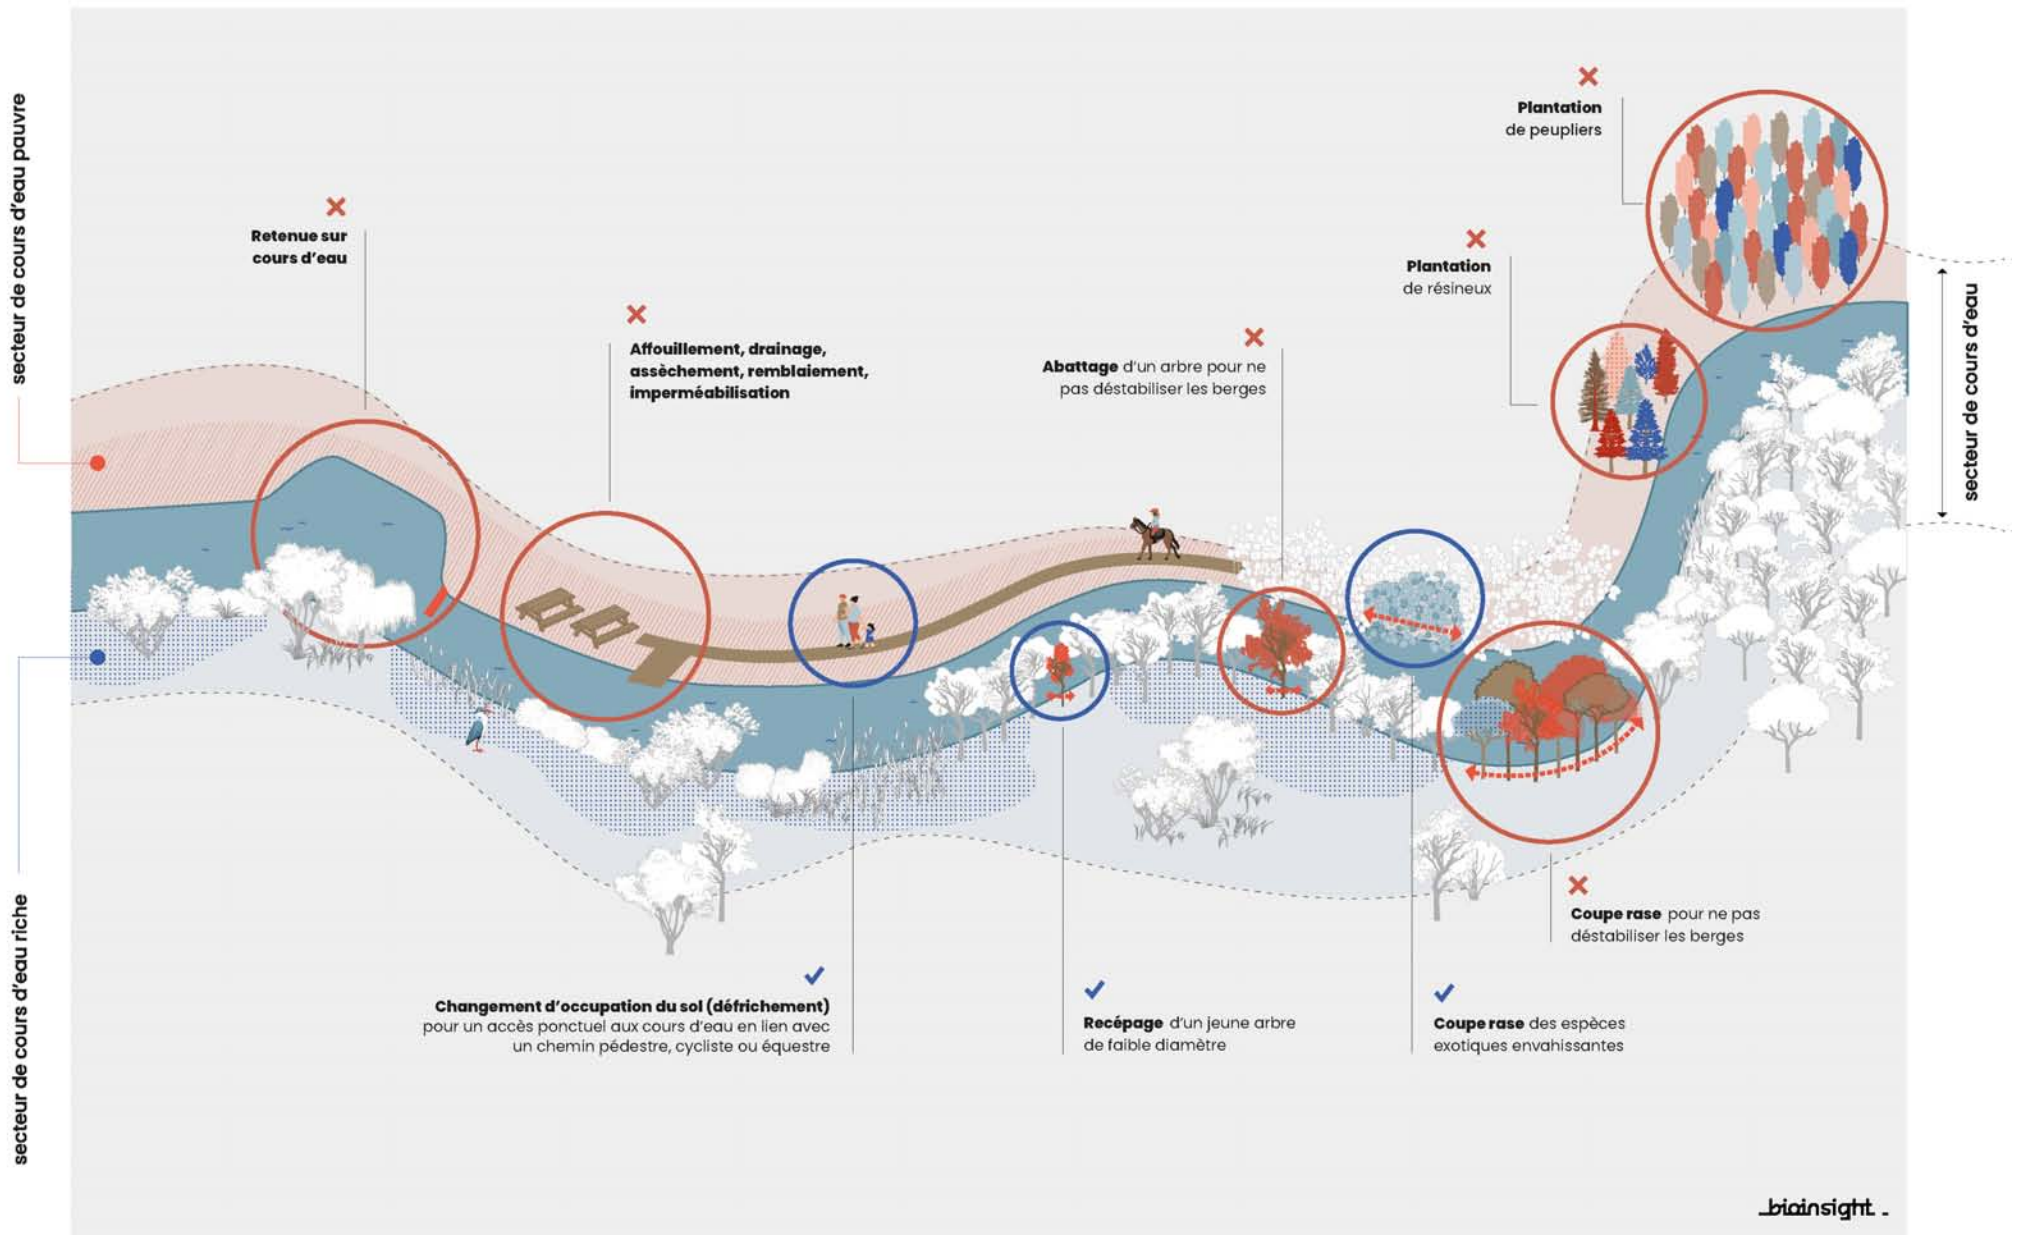 secteur de cours d'eau pauvre
Retenue sur
cours d'eau
Affouillement, drainage,
assèchement, remblaiement,
imperméabilisation
Abattage d'un arbre pour ne
pas déstabiliser les berges
Plantation
de résineux
Plantation
de peupliers
secteur de cours d'eau
secteur de cours d'eau riche
Changement d'occupation du sol (défrichement)
pour un accès ponctuel aux cours d'eau en lien avec
un chemin pédestre, cycliste ou équestre
Recépage d'un jeune arbre
de faible diamètre
Coupe rase des espèces
exotiques envahissantes
Coupe rase pour ne pas
déstabiliser les berges
bioinsight